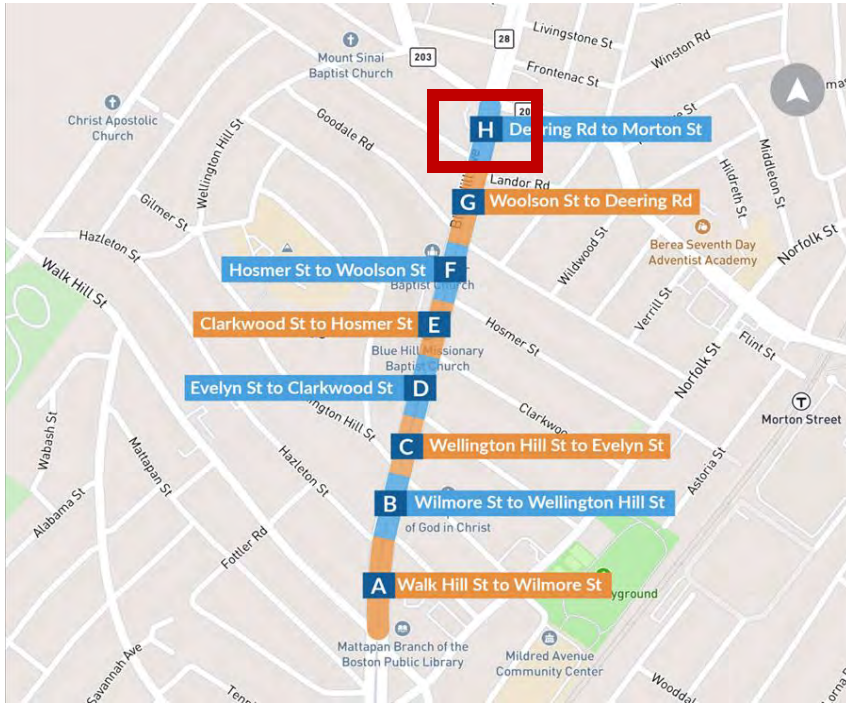 Livingstone St
28
Winston Rd
Mount Sinai
Baptist Church
203
Frontenac St
Christ Apostolic
Church
Goodale Rd
20
H Deering Rd to Morton St
Wellington Hill St
Landor Rd
Middleton St
Hildreth St
G Woolson St to Deering Rd
Gilmer St
Hazleton St
Wildwood St
Berea Seventh Day
Adventist Academy
Norfolk St
Walk Hill St
Hosmer St to Woolson St F
Baptist Church
Verrill St
Clarkwood St to Hosmer St E
Hosmer St
Flint St
Blue Hill Missionary
Baptist Church
Norfolk St
Evelyn St to Clarkwood St D
T
Morton Street
Wabash St
Clarkwood
C Wellington Hill St to Evelyn St
Mattapan St
Hazleton St
Astoria St
Alabama St
B Wilmore St to Wellington Hill St
of God in Christ
Fottler Rd
A Walk Hill St to Wilmore St
yground
Mattapan Branch of the
Boston Public Library
Mildred Avenue
Community Center
Savannah Ave